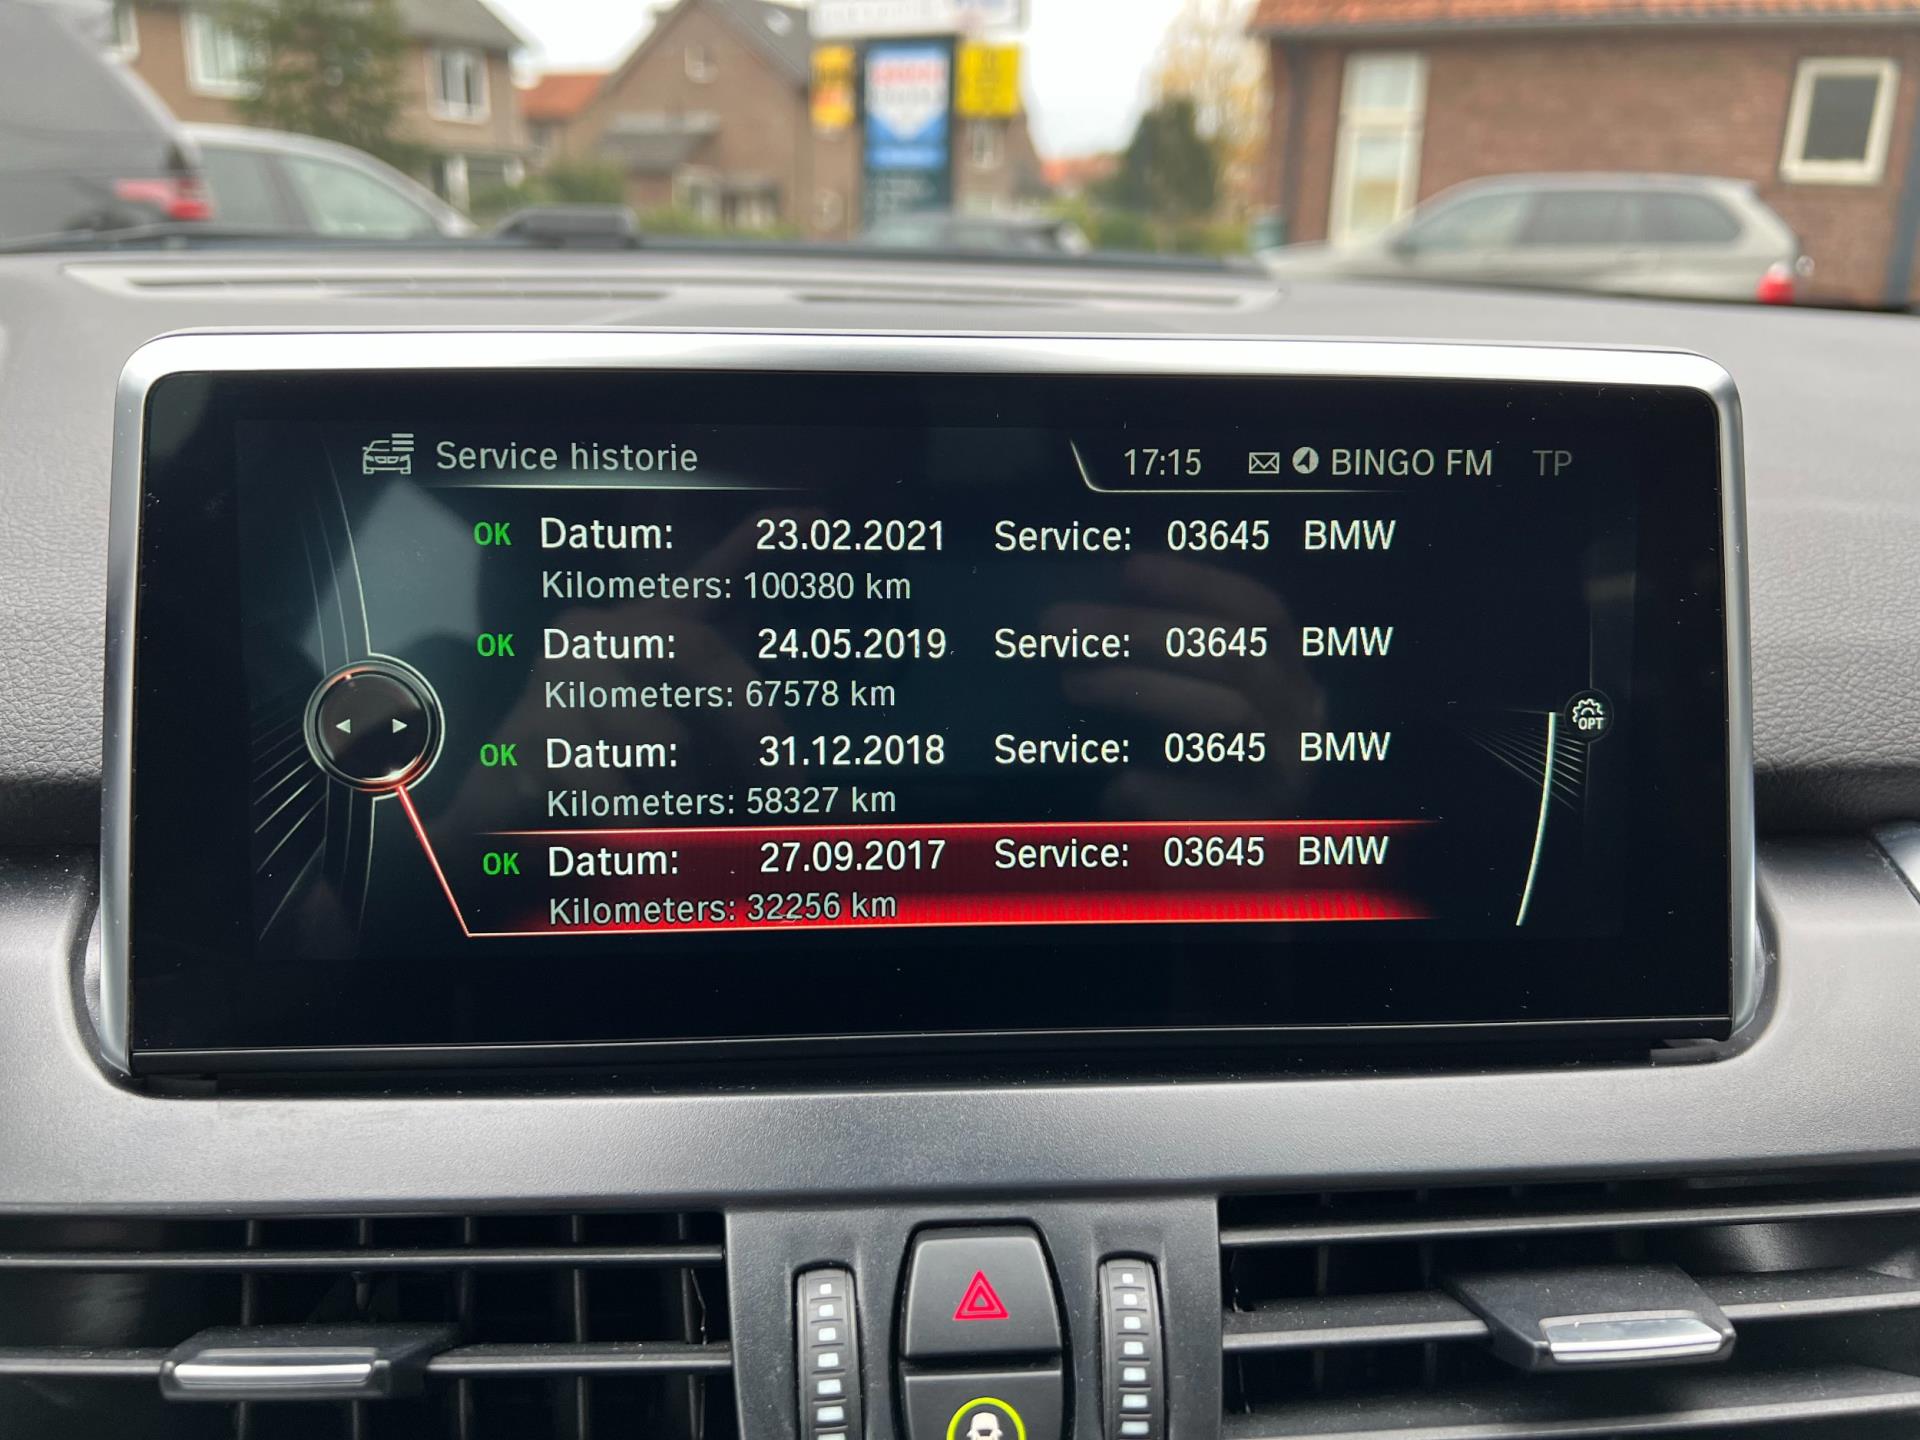 Service historie 17:15 BINGO FM TP
OK Datum: 23.02.2021 Service: 03645 BMW
Kilometers: 100380 km
OK Datum: 24.05.2019 Service: 03645 BMW
Kilometers: 67578 km
OPT
OK Datum: 31.12.2018 Service: 03645 BMW
Kilometers: 58327 km
OK Datum: 27.09.2017 Service: 03645 BMW
Kilometers: 32256 km